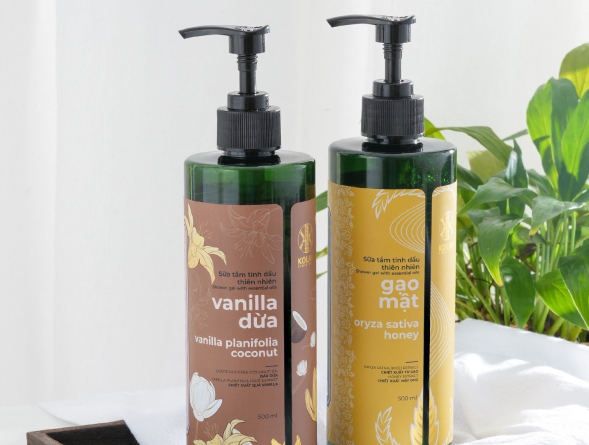 KOLA
Sữa tắm tinh dầu
thiên nhiên
Shower gel with essential oils
vanilla
dừa
vanilla planifolia
coconut
500 ml
Sữa tắm tinh dầu
thiên nhiên
Shower gel with essential oils
gạo
mật
oryza sativa
honey
500 ml